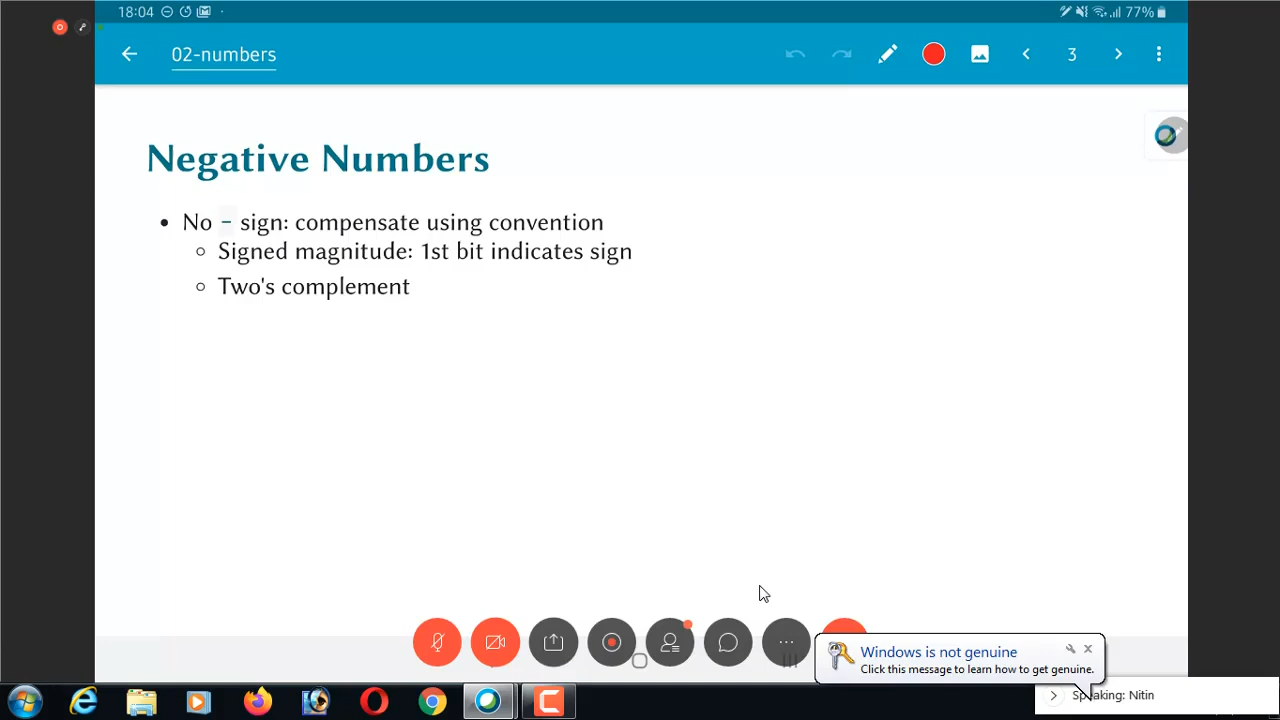 18:04
77%
02-numbers
3
Negative Numbers
No - sign: compensate using convention
Signed magnitude: 1st bit indicates sign
Two's complement
Windows is not genuine
Click this message to learn how to get genuine.
Speaking: Nitin